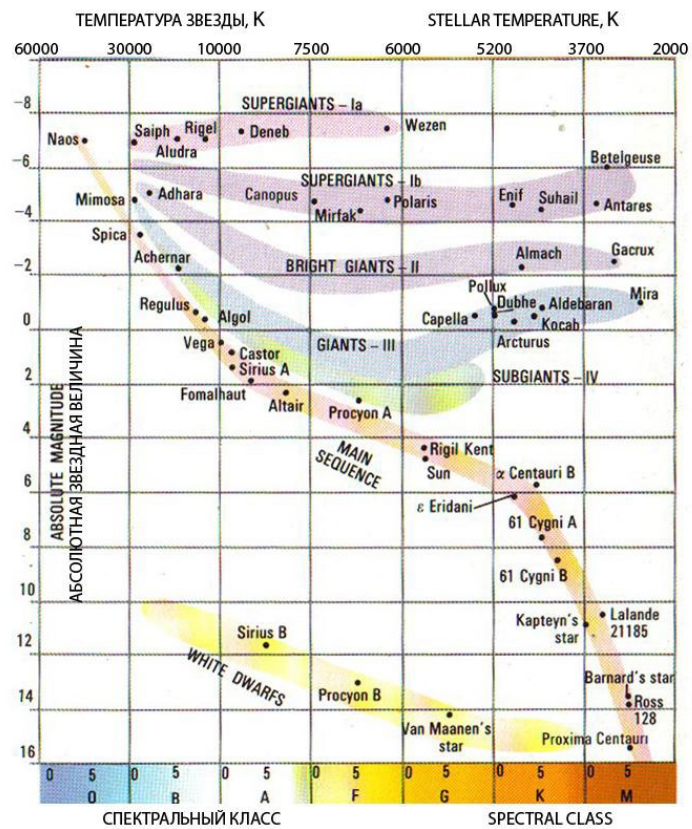 ТЕМПЕРАТУРА ЗВЕЗДЫ, К STELLAR TEMPERATURE, K
60000 30000 10000 7500 6000 5200 3700 2000
-8
SUPERGIANTS – Ia
Naos
Saiph
Rigel
Aludra
Deneb
Wezen
-6
Betelgeuse
SUPERGIANTS – Ib
Mimosa
Adhara
Canopus
Mirfak
Polaris
Enif
Suhail
Antares
-4
Spica
Achernar
BRIGHT GIANTS – II
Almach
Gacrux
-2
Pollux
Dubhe
Aldebaran
Mira
Regulus
Algol
Capella
Kocab
Arcturus
0
Vega
Castor
Sirius A
GIANTS – III
Fomalhaut
Altair
Procyon A
SUBGIANTS – IV
2
4
MAIN
SEQUENCE
Rigil Kent
Sun
α Centauri B
ε Eridani
6
61 Cygni A
8
61 Cygni B
10
Kapteyn's
star
Lalande
21185
12
Sirius B
WHITE DWARFS
Procyon B
Barnard's star
Ross
128
14
Van Maanen's
star
Proxima Centauri
16
ABSOLUTE MAGNITUDE
АБСОЛЮТНАЯ ЗВЕЗДНАЯ ВЕЛИЧИНА
0 5 0 5 0 5 0 5 0 5 0 5 0 5
O B A F G K M
СПЕКТРАЛЬНЫЙ КЛАСС SPECTRAL CLASS